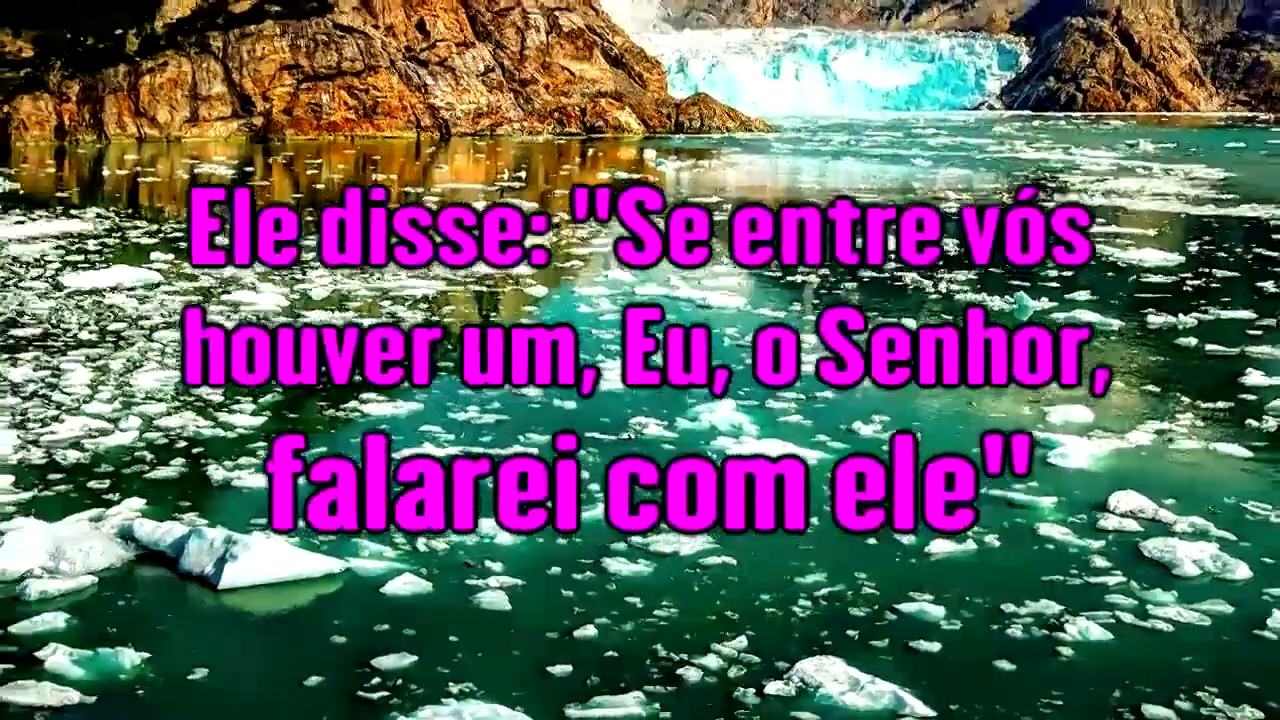 Ele disse: "Se entre vós
houver um, Eu, o Senhor,
falarei com ele"